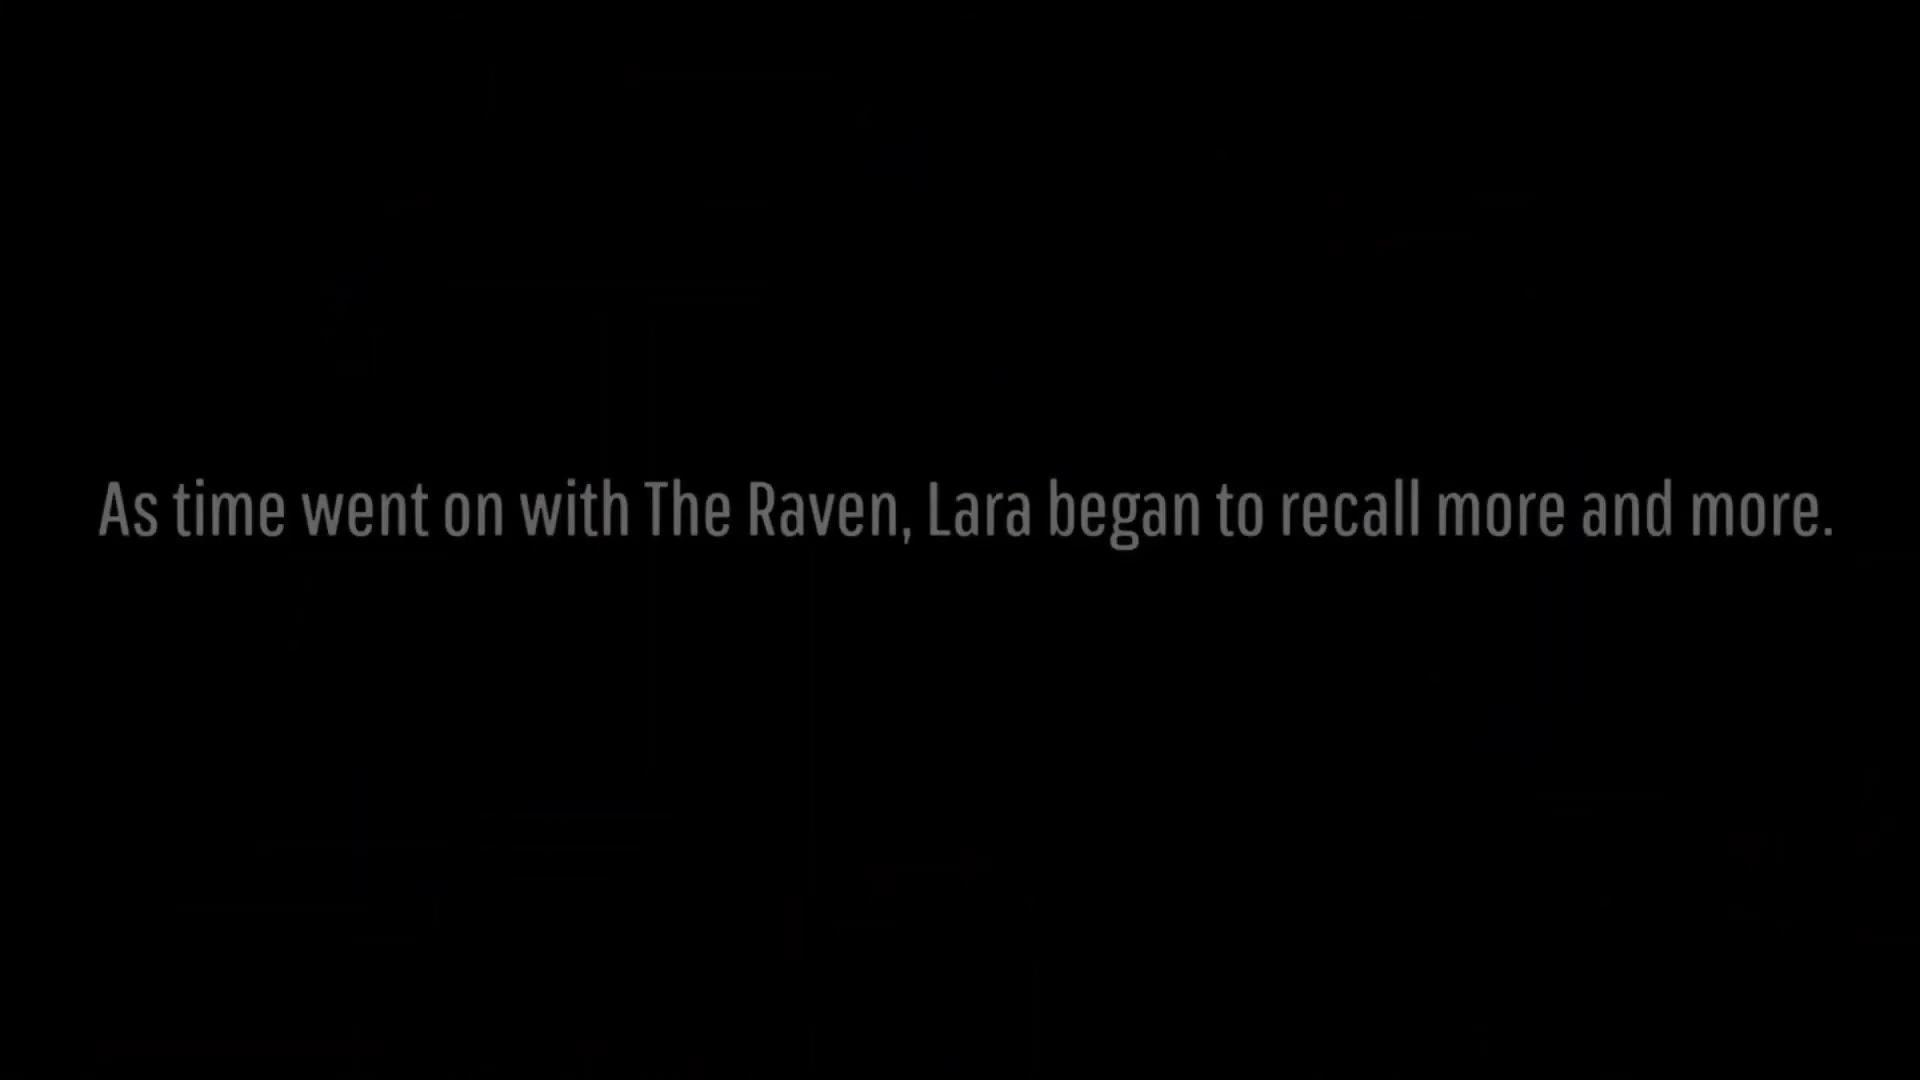 As time went on with The Raven, Lara began to recall more and more.